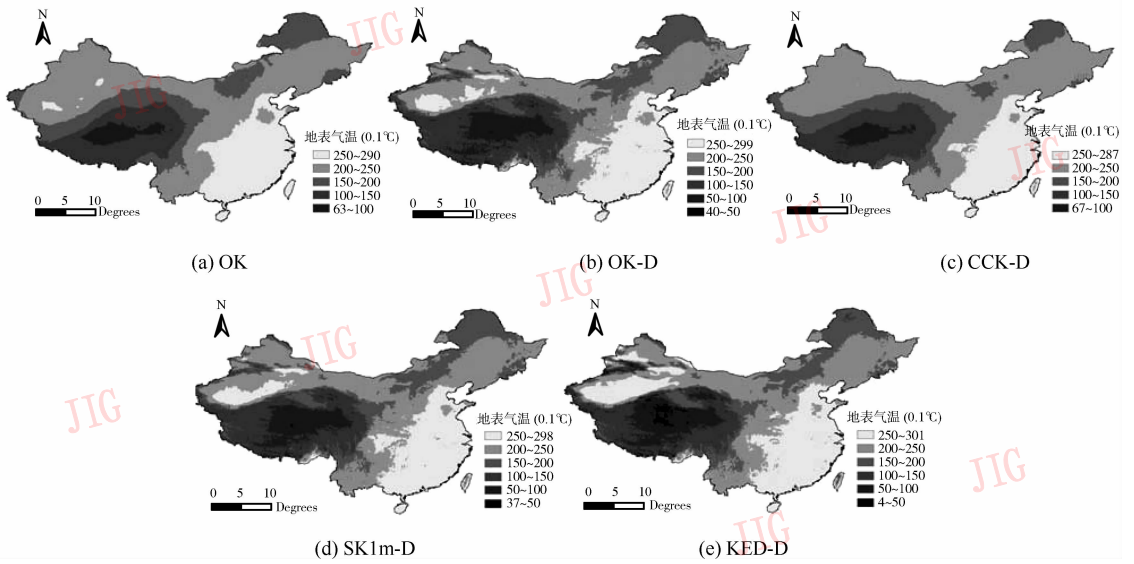 N
地表气温 (0.1℃)
250~290
200~250
150~200
100~150
63~100
0 5 10
Degrees
(a) OK
N
地表气温 (0.1℃)
250~299
200~250
150~200
100~150
50~100
40~50
0 5 10
Degrees
(b) OK-D
N
地表气温 (0.1℃)
250~287
200~250
150~200
100~150
67~100
0 5 10
Degrees
(c) CCK-D
N
地表气温 (0.1℃)
250~298
200~250
150~200
100~150
50~100
37~50
0 5 10
Degrees
(d) SK1m-D
N
地表气温 (0.1℃)
250~301
200~250
150~200
100~150
50~100
4~50
0 5 10
Degrees
(e) KED-D
JIG
JIG
JIG
JIG
JIG
JIG
JIG
JIG
JIG